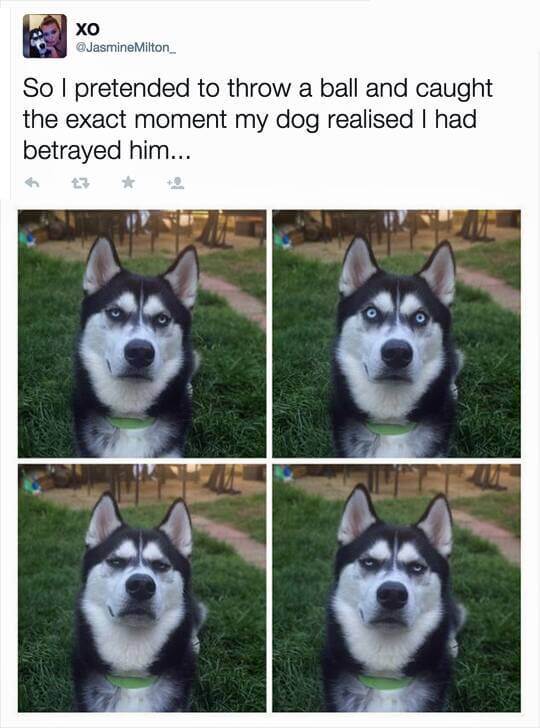 XO
@JasmineMilton_
So I pretended to throw a ball and caught
the exact moment my dog realised I had
betrayed him...